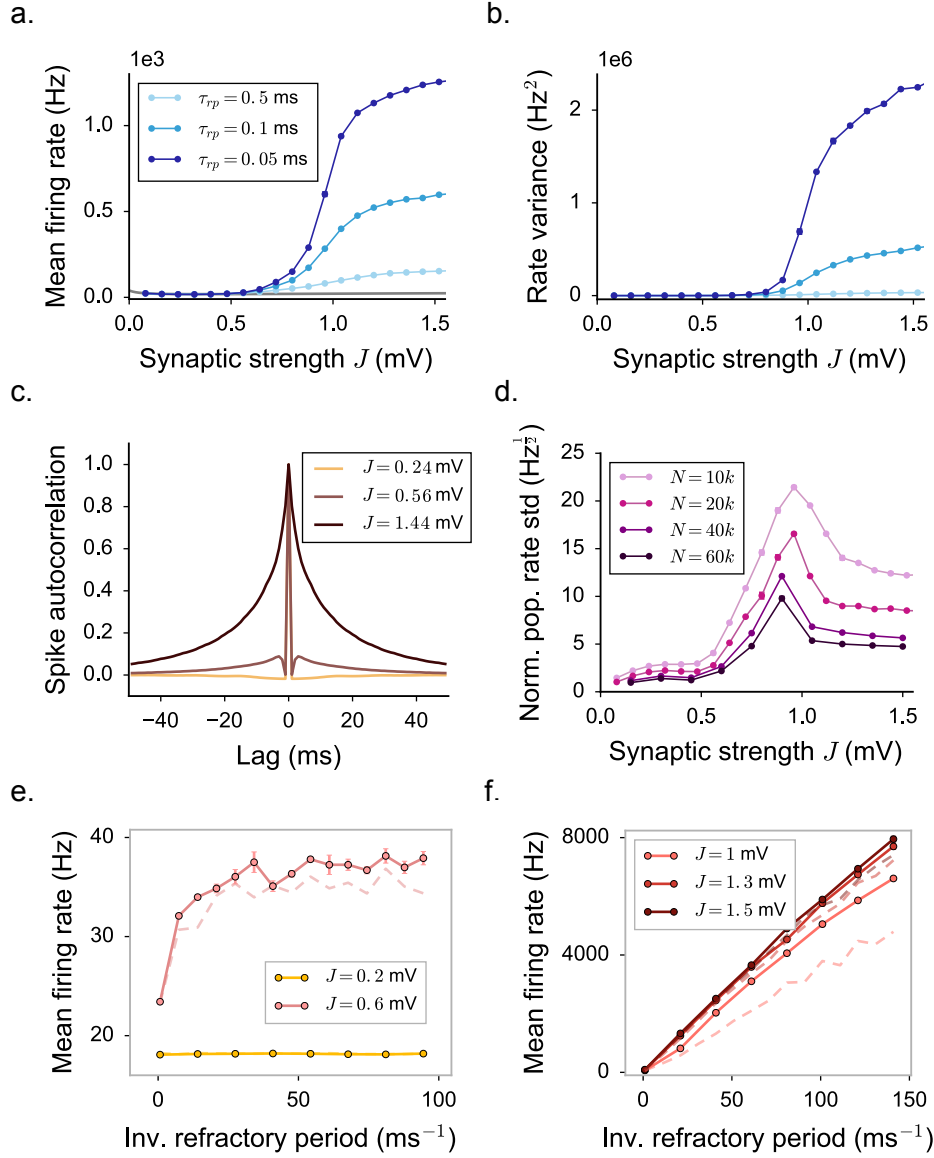 a.
1e3
Mean firing rate (Hz)
1.0
0.5
0.0
τrp = 0.5 ms
τrp = 0.1 ms
τrp = 0.05 ms
0.0 0.5 1.0 1.5
Synaptic strength J (mV)
b.
1e6
Rate variance (Hz²)
2
1
0
0.0 0.5 1.0 1.5
Synaptic strength J (mV)
c.
Spike autocorrelation
1.0
0.8
0.6
0.4
0.2
0.0
J = 0.24 mV
J = 0.56 mV
J = 1.44 mV
−40 −20 0 20 40
Lag (ms)
d.
Norm. pop. rate std (Hz^1/2)
25
20
15
10
5
0
N = 10k
N = 20k
N = 40k
N = 60k
0.0 0.5 1.0 1.5
Synaptic strength J (mV)
e.
Mean firing rate (Hz)
40
30
20
J = 0.2 mV
J = 0.6 mV
0 50 100
Inv. refractory period (ms⁻¹)
f.
Mean firing rate (Hz)
8000
4000
0
J = 1 mV
J = 1.3 mV
J = 1.5 mV
0 50 100 150
Inv. refractory period (ms⁻¹)